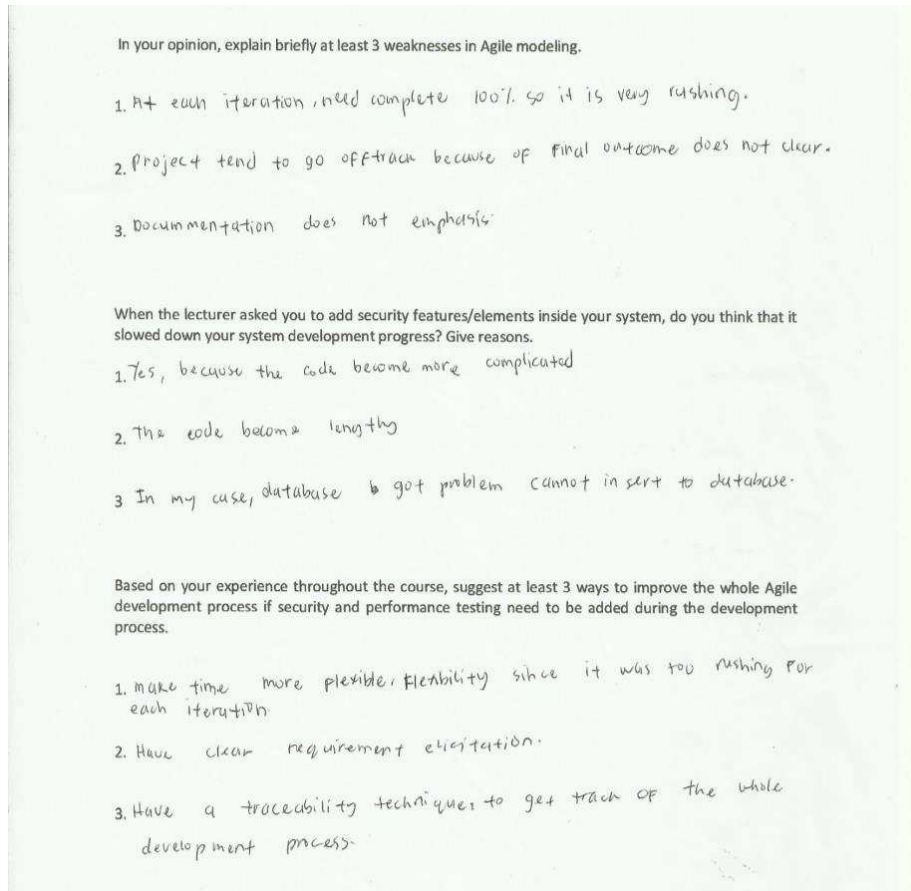 In your opinion, explain briefly at least 3 weaknesses in Agile modeling.
1. At each iteration, need complete 100% so it is very rushing.
2. Project tend to go offtrack because of final outcome does not clear.
3. Docummentation does not emphasis
When the lecturer asked you to add security features/elements inside your system, do you think that it
slowed down your system development progress? Give reasons.
1. Yes, because the code become more complicated
2. The code become lengthy
3 In my case, database got problem cannot insert to database.
Based on your experience throughout the course, suggest at least 3 ways to improve the whole Agile
development process if security and performance testing need to be added during the development
process.
1. make time more plexible, flexbility since it was too rushing for
each iteration
2. Have clear requirement elicitation.
3. Have a traceability techniques to get track of the whole
development process.